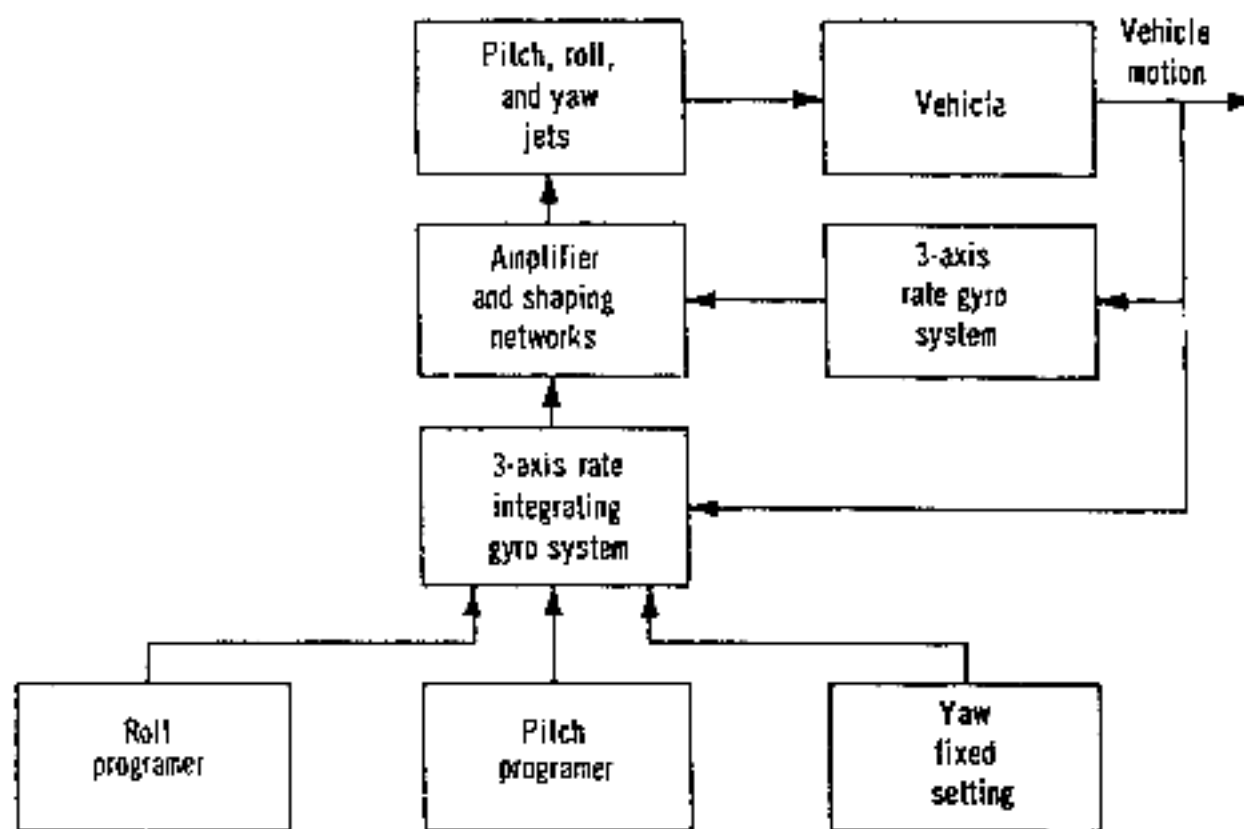 Pitch, roll,
and yaw
jets
Vehicle
Vehicle
motion
Amplifier
and shaping
networks
3-axis
rate gyro
system
3-axis rate
integrating
gyro system
Roll
programer
Pitch
programer
Yaw
fixed
setting